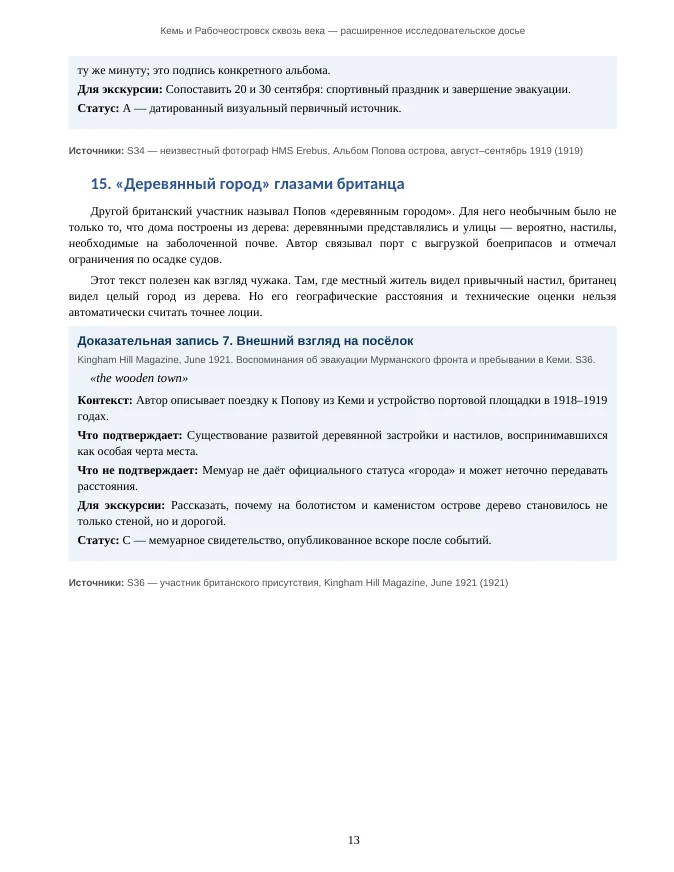 Кемь и Рабочеостровск сквозь века — расширенное исследовательское досье
ту же минуту; это подпись конкретного альбома.
Для экскурсии: Сопоставить 20 и 30 сентября: спортивный праздник и завершение эвакуации.
Статус: А — датированный визуальный первичный источник.
Источники: S34 — неизвестный фотограф HMS Erebus, Альбом Попова острова, август–сентябрь 1919 (1919)
15. «Деревянный город» глазами британца
Другой британский участник называл Попов «деревянным городом». Для него необычным было не
только то, что дома построены из дерева: деревянными представлялись и улицы — вероятно, настилы,
необходимые на заболоченной почве. Автор связывал порт с выгрузкой боеприпасов и отмечал
ограничения по осадке судов.
Этот текст полезен как взгляд чужака. Там, где местный житель видел привычный настил, британец
видел целый город из дерева. Но его географические расстояния и технические оценки нельзя
автоматически считать точнее лоции.
Доказательная запись 7. Внешний взгляд на посёлок
Kingham Hill Magazine, June 1921. Воспоминания об эвакуации Мурманского фронта и пребывании в Кеми. S36.
«the wooden town»
Контекст: Автор описывает поездку к Попову из Кеми и устройство портовой площадки в 1918–1919
годах.
Что подтверждает: Существование развитой деревянной застройки и настилов, воспринимавшихся
как особая черта места.
Что не подтверждает: Мемуар не даёт официального статуса «города» и может неточно передавать
расстояния.
Для экскурсии: Рассказать, почему на болотистом и каменистом острове дерево становилось не
только стеной, но и дорогой.
Статус: С — мемуарное свидетельство, опубликованное вскоре после событий.
Источники: S36 — участник британского присутствия, Kingham Hill Magazine, June 1921 (1921)
13